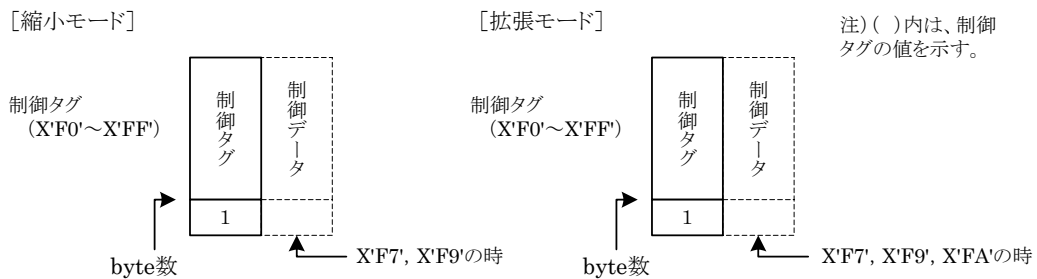 [縮小モード]
制御タグ
(X'F0'～X'FF')
制御タグ
制御データ
1
byte数
X'F7', X'F9'の時
[拡張モード]
制御タグ
(X'F0'～X'FF')
制御タグ
制御データ
1
byte数
X'F7', X'F9', X'FA'の時
注)( )内は、制御
タグの値を示す。